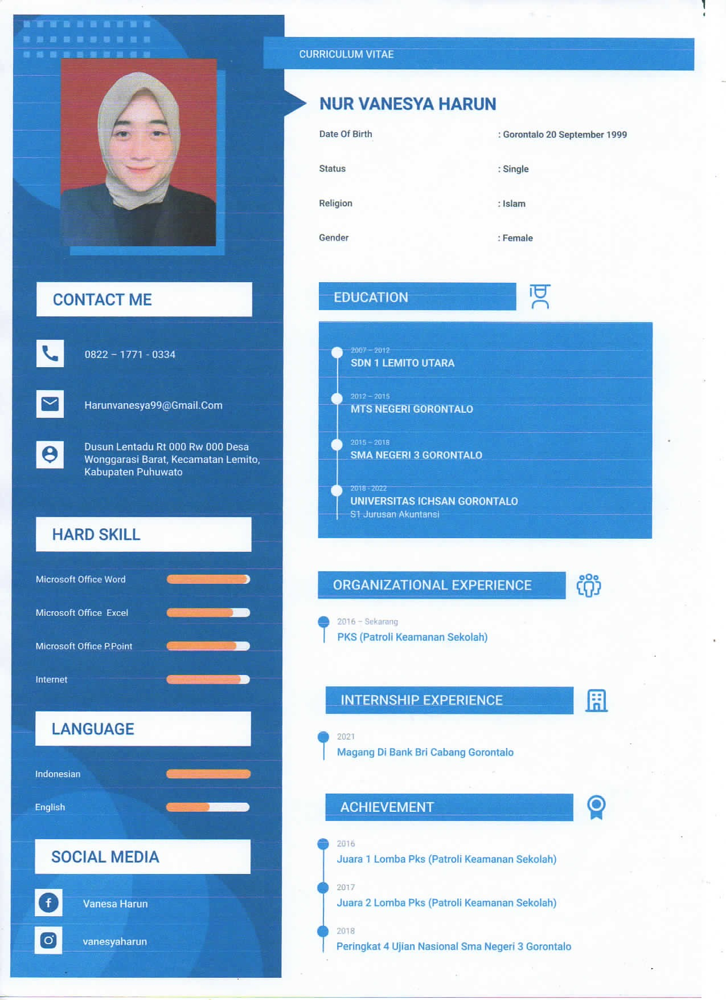 CURRICULUM VITAE
NUR VANESYA HARUN
Date Of Birth : Gorontalo 20 September 1999
Status : Single
Religion : Islam
Gender : Female
CONTACT ME
0822 – 1771 - 0334
Harunvanesya99@Gmail.Com
Dusun Lentadu Rt 000 Rw 000 Desa
Wonggarasi Barat, Kecamatan Lemito,
Kabupaten Puhuwato
HARD SKILL
Microsoft Office Word
Microsoft Office Excel
Microsoft Office P.Point
Internet
LANGUAGE
Indonesian
English
SOCIAL MEDIA
Vanesa Harun
vanesyaharun
EDUCATION
2007 – 2012
SDN 1 LEMITO UTARA
2012 – 2015
MTS NEGERI GORONTALO
2015 – 2018
SMA NEGERI 3 GORONTALO
2018 - 2022
UNIVERSITAS ICHSAN GORONTALO
S1 Jurusan Akuntansi
ORGANIZATIONAL EXPERIENCE
2016 – Sekarang
PKS (Patroli Keamanan Sekolah)
INTERNSHIP EXPERIENCE
2021
Magang Di Bank Bri Cabang Gorontalo
ACHIEVEMENT
2016
Juara 1 Lomba Pks (Patroli Keamanan Sekolah)
2017
Juara 2 Lomba Pks (Patroli Keamanan Sekolah)
2018
Peringkat 4 Ujian Nasional Sma Negeri 3 Gorontalo